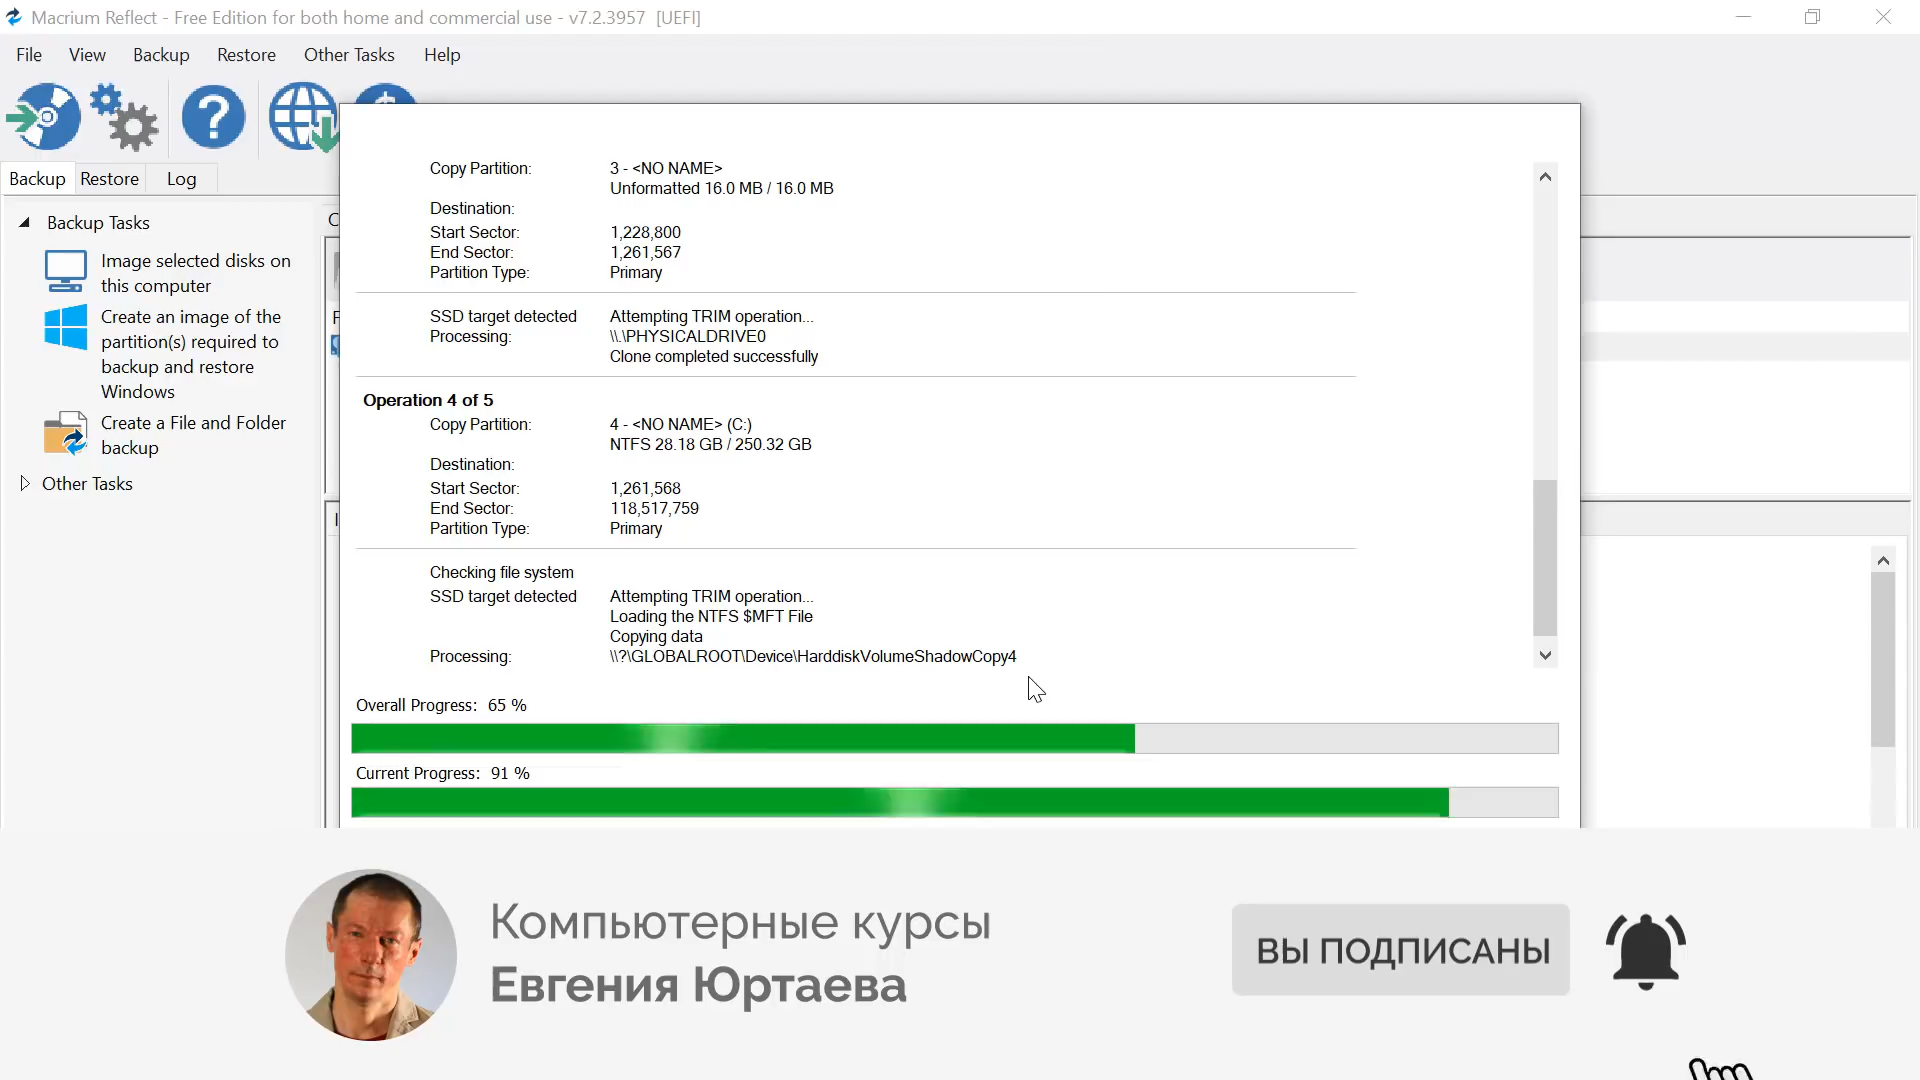 Macrium Reflect - Free Edition for both home and commercial use - v7.2.3957 [UEFI]
File View Backup Restore Other Tasks Help
Backup Restore Log
Backup Tasks
Image selected disks on
this computer
Create an image of the
partition(s) required to
backup and restore
Windows
Create a File and Folder
backup
Other Tasks
Copy Partition: 3 - <NO NAME>
Unformatted 16.0 MB / 16.0 MB
Destination:
Start Sector: 1,228,800
End Sector: 1,261,567
Partition Type: Primary
SSD target detected Attempting TRIM operation...
Processing: \\.\PHYSICALDRIVE0
Clone completed successfully
Operation 4 of 5
Copy Partition: 4 - <NO NAME> (C:)
NTFS 28.18 GB / 250.32 GB
Destination:
Start Sector: 1,261,568
End Sector: 118,517,759
Partition Type: Primary
Checking file system
SSD target detected Attempting TRIM operation...
Loading the NTFS $MFT File
Copying data
Processing: \\?\GLOBALROOT\Device\HarddiskVolumeShadowCopy4
Overall Progress: 65 %
Current Progress: 91 %
Компьютерные курсы
Евгения Юртаева
ВЫ ПОДПИСАНЫ